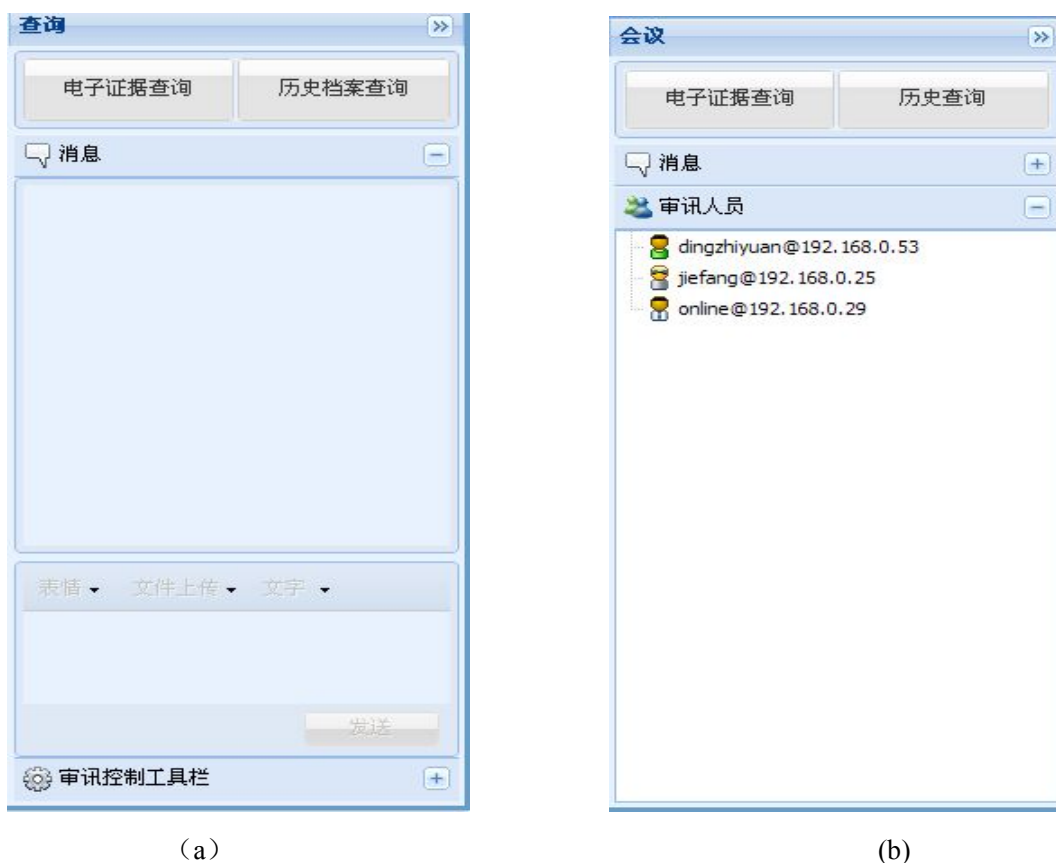 查询
电子证据查询 历史档案查询
消息
表情 文件上传 文字
发送
审讯控制工具栏
(a)
会议
电子证据查询 历史查询
消息
审讯人员
dingzhiyuan@192.168.0.53
jiefang@192.168.0.25
online@192.168.0.29
(b)